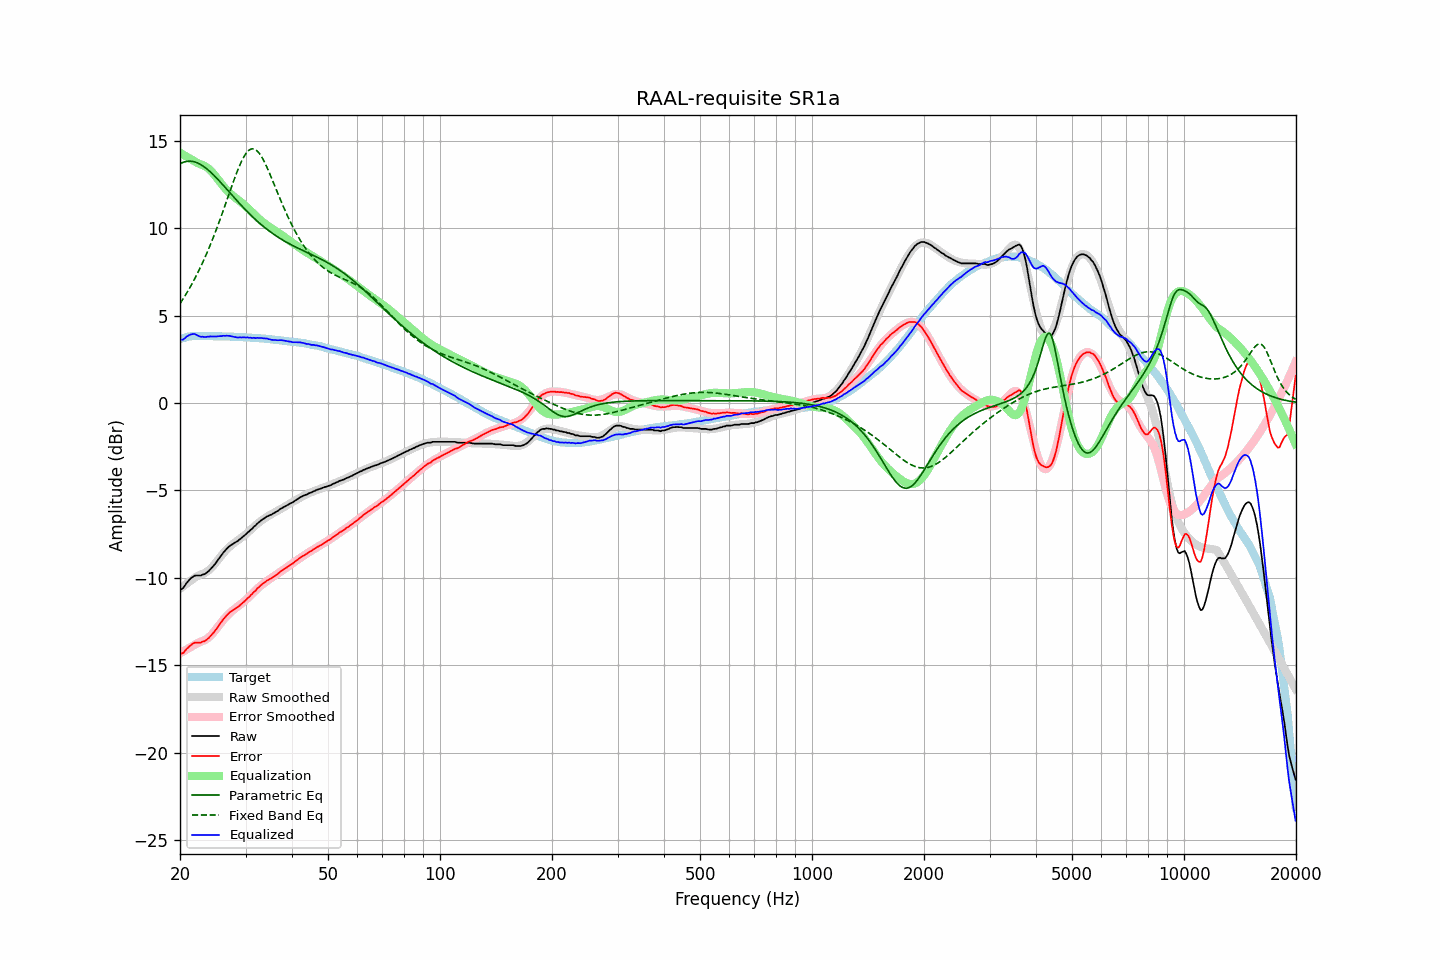 RAAL-requisite SR1a
Amplitude (dBr)
15
10
5
0
−5
−10
−15
−20
−25
Target
Raw Smoothed
Error Smoothed
Raw
Error
Equalization
Parametric Eq
Fixed Band Eq
Equalized
20 50 100 200 500 1000 2000 5000 10000 20000
Frequency (Hz)